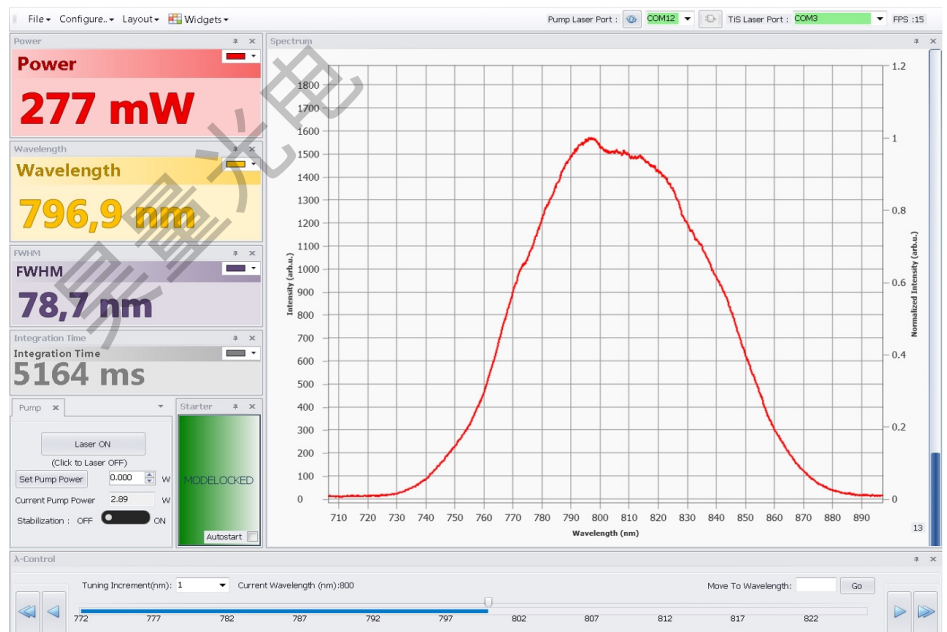 File Configure.. Layout Widgets Pump Laser Port : COM12 TiS Laser Port : COM3 FPS :15
Power
Power
277 mW
Wavelength
Wavelength
796,9 nm
FWHM
FWHM
78,7 nm
Integration Time
Integration Time
5164 ms
Pump
Laser ON
(Click to Laser OFF)
Set Pump Power 0.000 W
Current Pump Power 2.89 W
Stabilization : OFF ON
Starter
MODELOCKED
Autostart
Spectrum
Intensity (arb.u.)
1800
1700
1600
1500
1400
1300
1200
1100
1000
900
800
700
600
500
400
300
200
100
0
710 720 730 740 750 760 770 780 790 800 810 820 830 840 850 860 870 880 890
Wavelength (nm)
1.2
1
0.8
0.6
0.4
0.2
0
Normalized Intensity (arb.u.)
13
λ-Control
Tuning Increment(nm): 1 Current Wavelength (nm):800 Move To Wavelength: Go
772 777 782 787 792 797 802 807 812 817 822
昊量光电